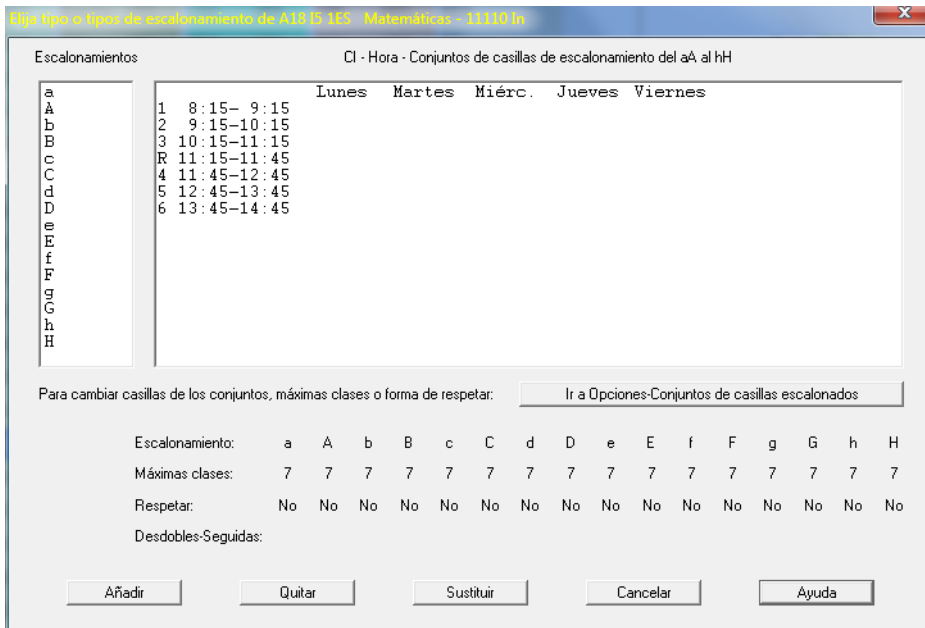 Elija tipo o tipos de escalonamiento de A18 I5 1ES Matemáticas - 11110 In
x
Escalonamientos
Cl - Hora - Conjuntos de casillas de escalonamiento del aA al hH
a
A
b
B
c
C
d
D
e
E
f
F
g
G
h
H
Lunes Martes Miérc. Jueves Viernes
1 8:15- 9:15
2 9:15-10:15
3 10:15-11:15
R 11:15-11:45
4 11:45-12:45
5 12:45-13:45
6 13:45-14:45
Para cambiar casillas de los conjuntos, máximas clases o forma de respetar:
Ir a Opciones-Conjuntos de casillas escalonados
Escalonamiento: a A b B c C d D e E f F g G h H
Máximas clases: 7 7 7 7 7 7 7 7 7 7 7 7 7 7 7 7
Respetar: No No No No No No No No No No No No No No No No
Desdobles-Seguidas:
Añadir Quitar Sustituir Cancelar Ayuda